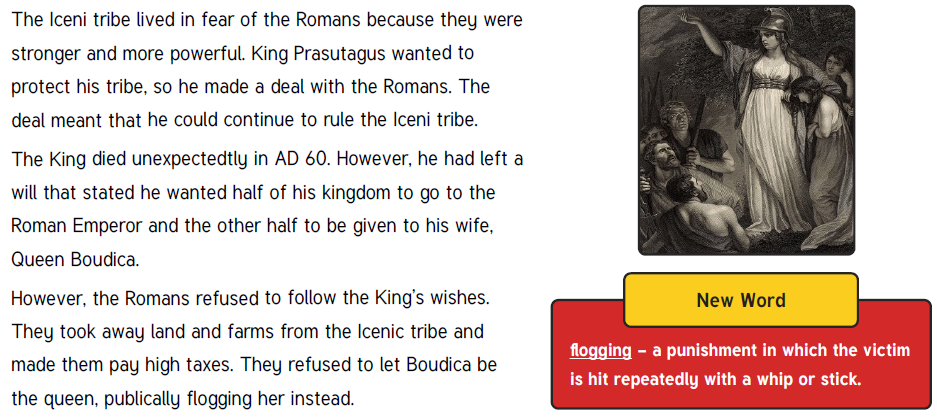 The Iceni tribe lived in fear of the Romans because they were
stronger and more powerful. King Prasutagus wanted to
protect his tribe, so he made a deal with the Romans. The
deal meant that he could continue to rule the Iceni tribe.
The King died unexpectedly in AD 60. However, he had left a
will that stated he wanted half of his kingdom to go to the
Roman Emperor and the other half to be given to his wife,
Queen Boudica.
However, the Romans refused to follow the King's wishes.
They took away land and farms from the Icenic tribe and
made them pay high taxes. They refused to let Boudica be
the queen, publically flogging her instead.
New Word
flogging – a punishment in which the victim
is hit repeatedly with a whip or stick.